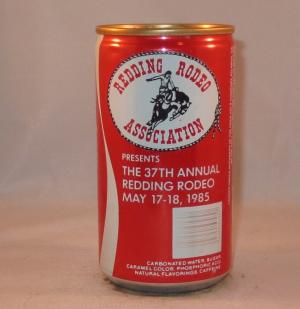 REDDING RODEO
ASSOCIATION
PRESENTS
THE 37TH ANNUAL
REDDING RODEO
MAY 17-18, 1985
CARBONATED WATER, SUGAR,
CARAMEL COLOR, PHOSPHORIC ACID,
NATURAL FLAVORINGS, CAFFEINE